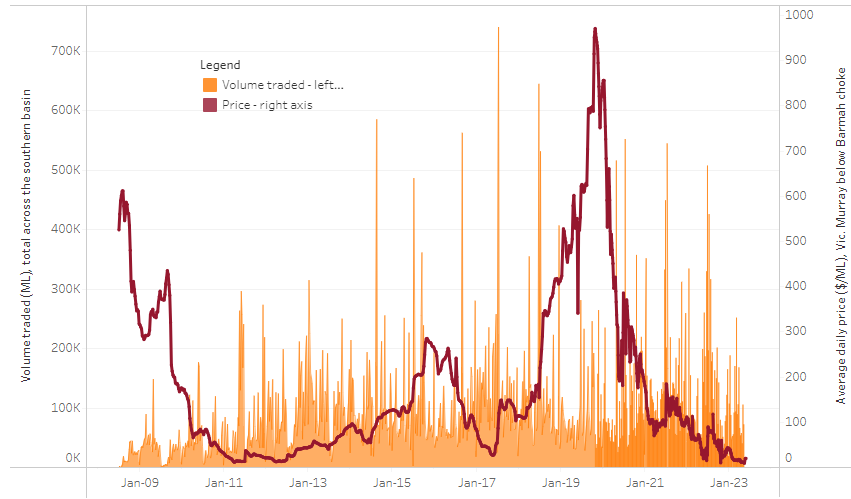 Volume traded (ML), total across the southern basin
700K
600K
500K
400K
300K
200K
100K
0K
Legend
Volume traded - left...
Price - right axis
1000
900
800
700
600
500
400
300
200
100
0
Average daily price ($/ML), Vic. Murray below Barmah choke
Jan-09
Jan-11
Jan-13
Jan-15
Jan-17
Jan-19
Jan-21
Jan-23